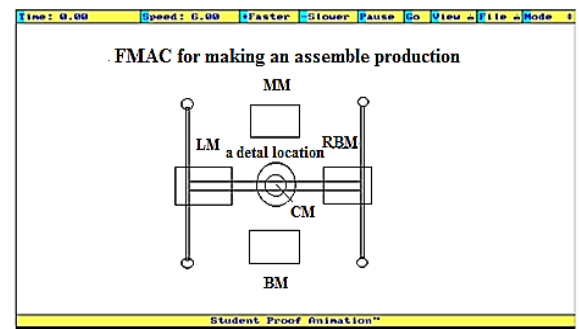 Time: 0.00 Speed: 6.00 +Faster -Slower Pause Go View File Mode
FMAC for making an assemble production
MM
LM RBM
a detal location
CM
BM
Student Proof Animation™